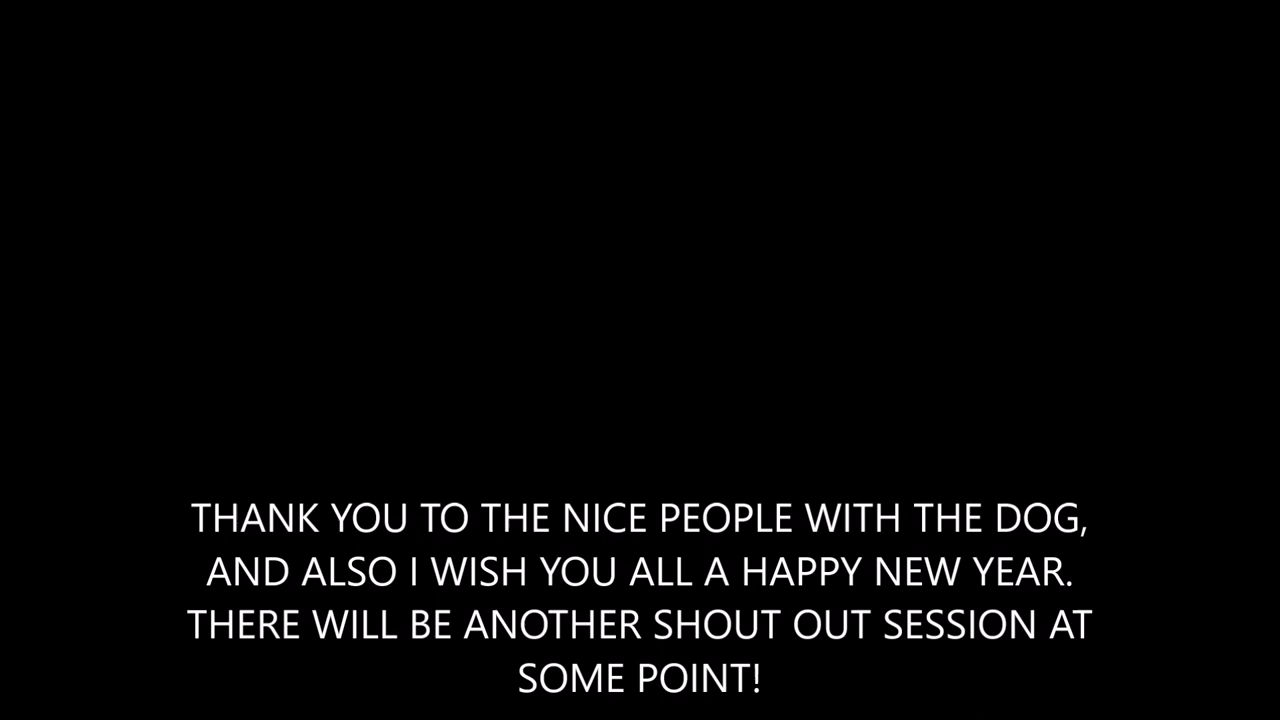 THANK YOU TO THE NICE PEOPLE WITH THE DOG,
AND ALSO I WISH YOU ALL A HAPPY NEW YEAR.
THERE WILL BE ANOTHER SHOUT OUT SESSION AT
SOME POINT!